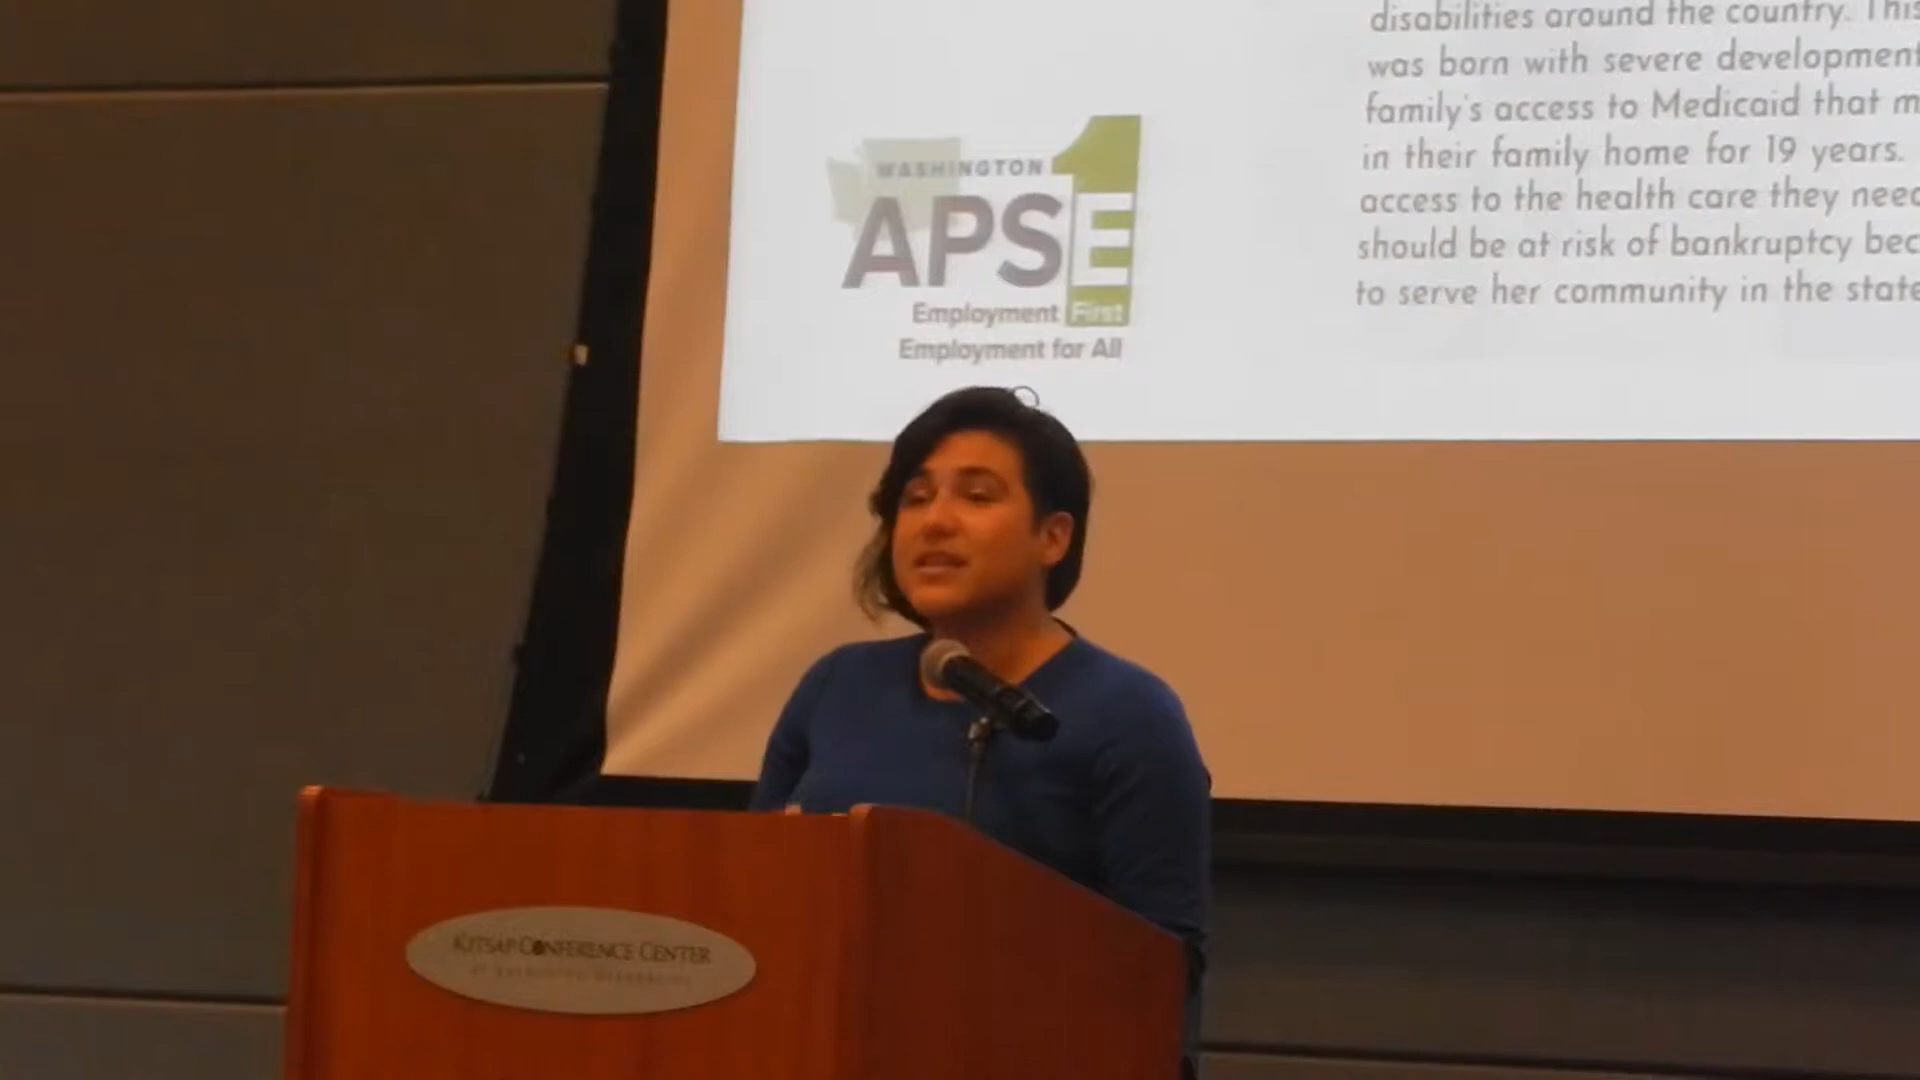 WASHINGTON
APSE
1
Employment First
Employment for All
disabilities around the country. This
was born with severe development
family's access to Medicaid that m
in their family home for 19 years.
access to the health care they need
should be at risk of bankruptcy bec
to serve her community in the state
KITSAP CONFERENCE CENTER